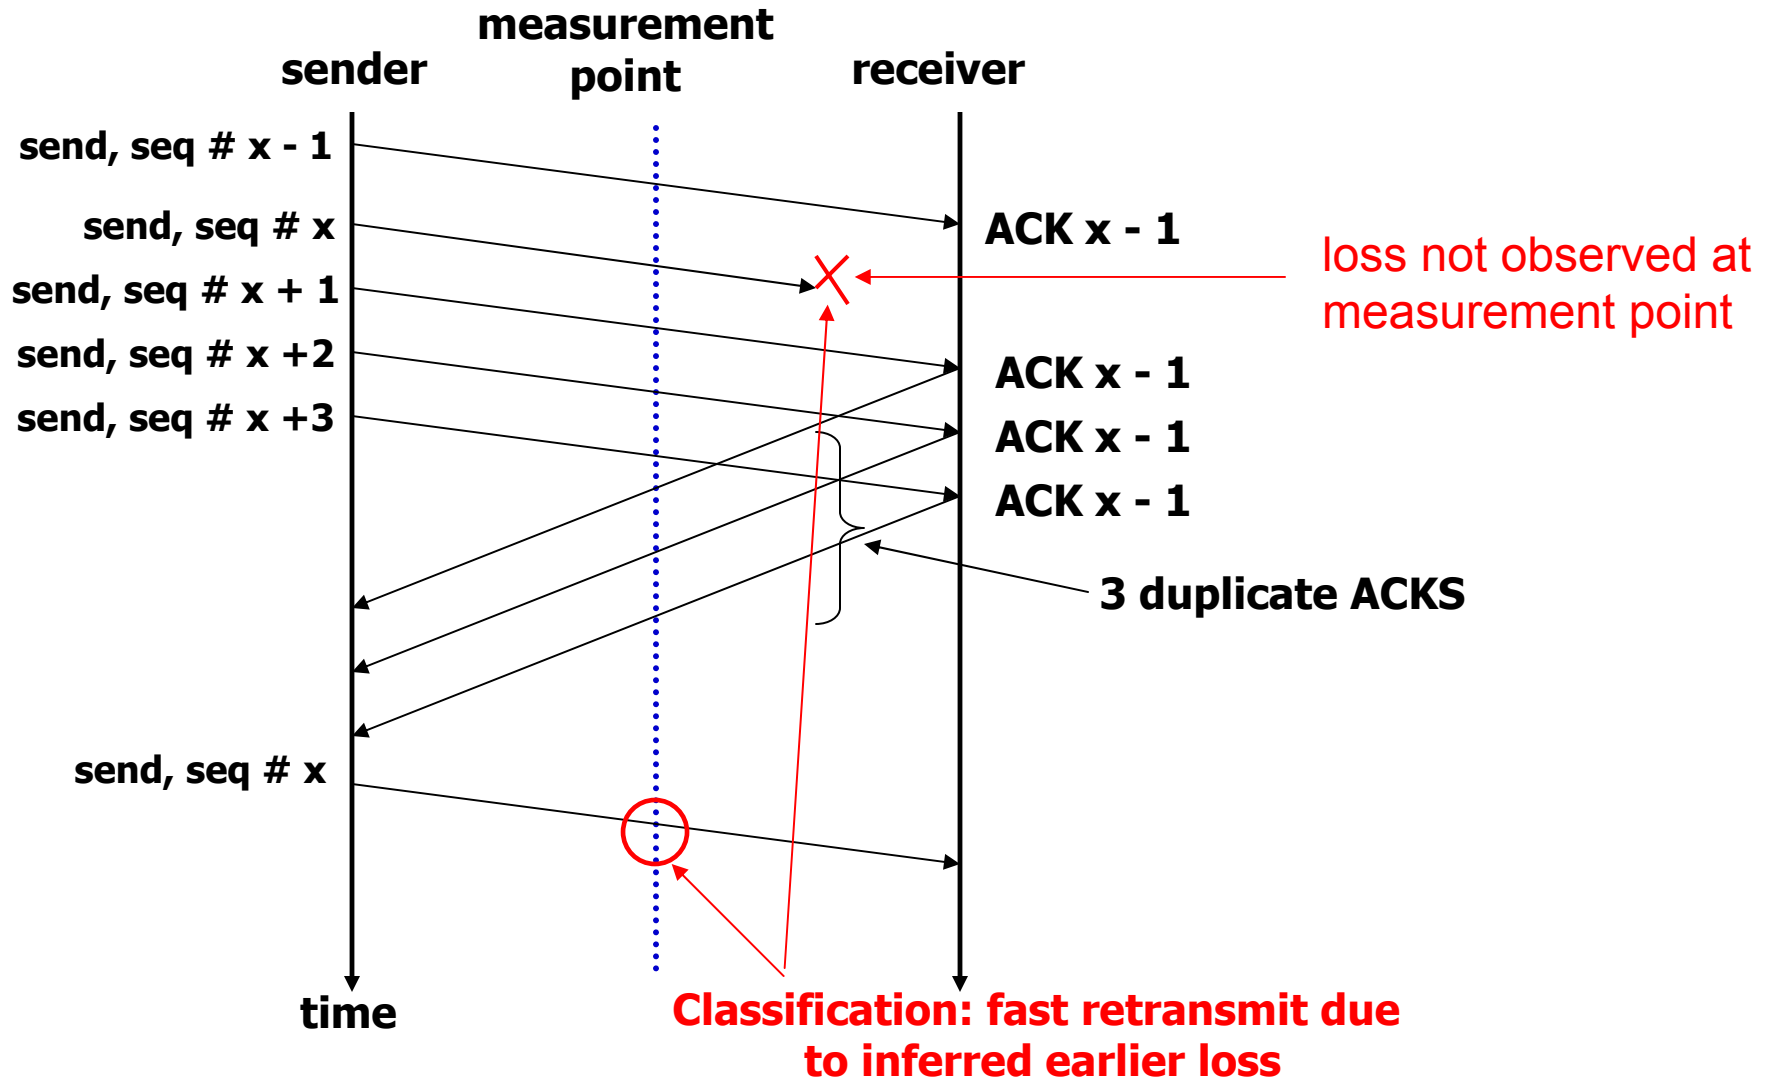 measurement
point
sender
receiver
send, seq # x - 1
send, seq # x
ACK x - 1
loss not observed at
measurement point
send, seq # x + 1
send, seq # x +2
ACK x - 1
send, seq # x +3
ACK x - 1
ACK x - 1
3 duplicate ACKS
send, seq # x
time
Classification: fast retransmit due
to inferred earlier loss